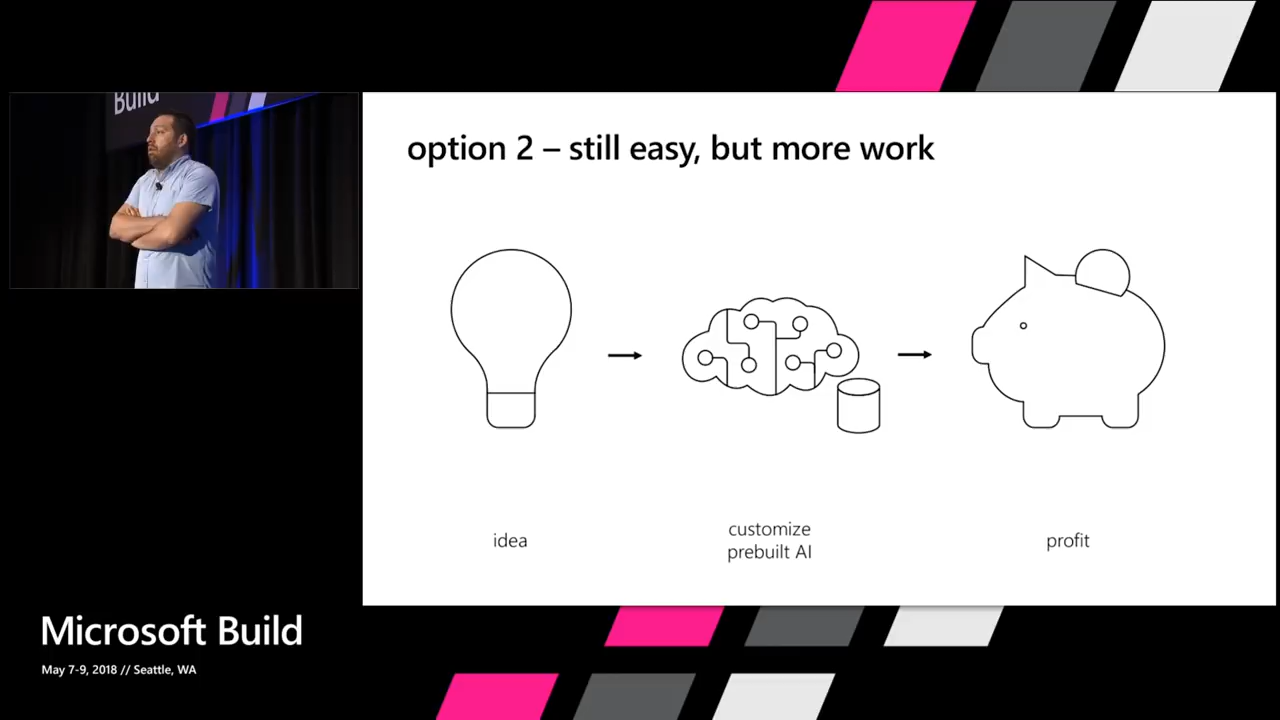 Build
option 2 – still easy, but more work
idea
customize
prebuilt AI
profit
Microsoft Build
May 7-9, 2018 // Seattle, WA